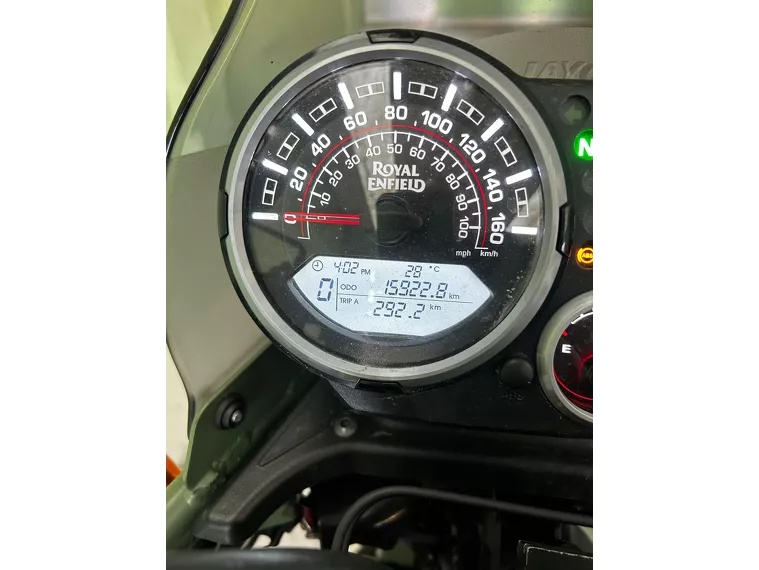 20 40 60 80 100 120 140 160
10 20 30 40 50 60 70 80 90 100
ROYAL
ENFIELD
mph km/h
4:02 PM 28 °C
0
ODO 15922.8 km
TRIP A 292.2 km
N
ABS
E